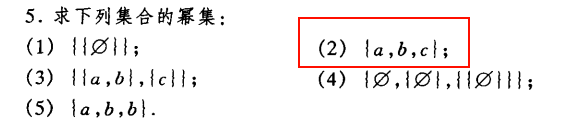 5. 求下列集合的幂集：
(1) {{∅}}; (2) {a,b,c};
(3) {{a,b},{c}}; (4) {∅,{∅},{{∅}}};
(5) {a,b,b}.